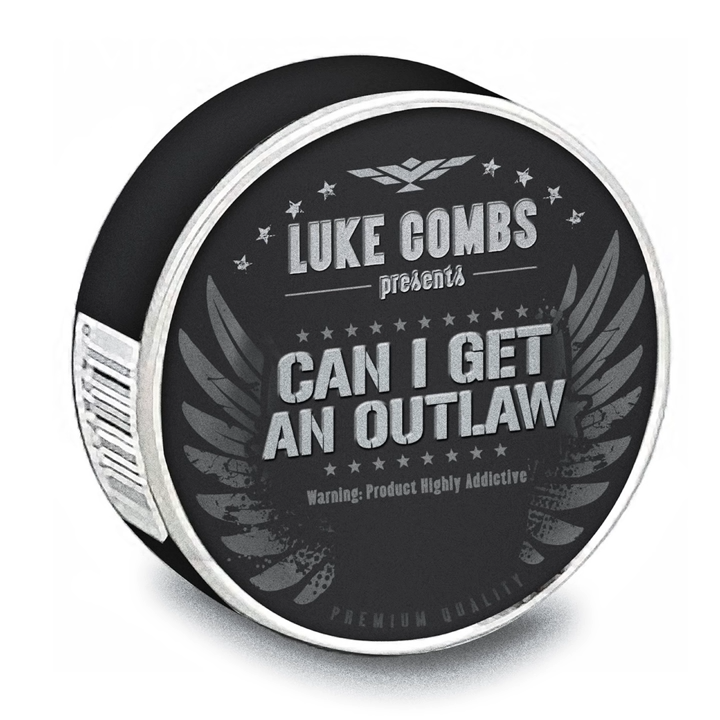 LUKE COMBS
presents
CAN I GET
AN OUTLAW
Warning: Product Highly Addictive
PREMIUM QUALITY